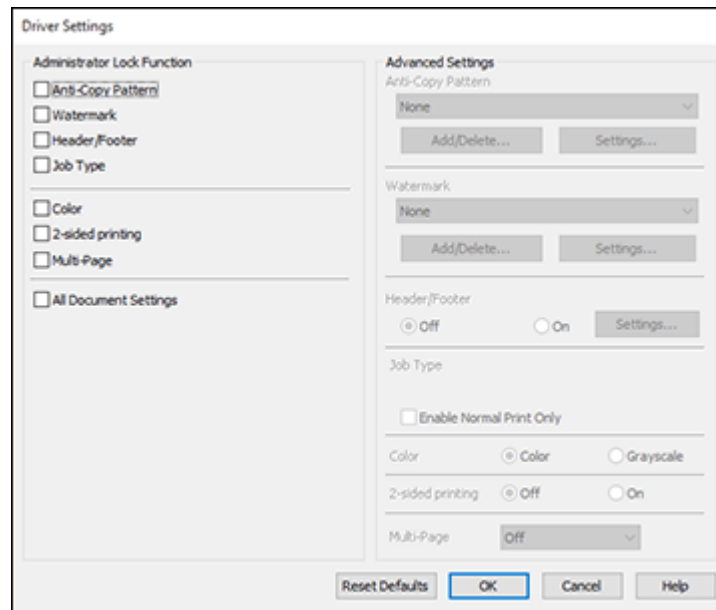 Driver Settings
Administrator Lock Function
Anti-Copy Pattern
Watermark
Header/Footer
Job Type
Color
2-sided printing
Multi-Page
All Document Settings
Advanced Settings
Anti-Copy Pattern
None
Add/Delete... Settings...
Watermark
None
Add/Delete... Settings...
Header/Footer
Off On Settings...
Job Type
Enable Normal Print Only
Color Color Grayscale
2-sided printing Off On
Multi-Page Off
Reset Defaults OK Cancel Help